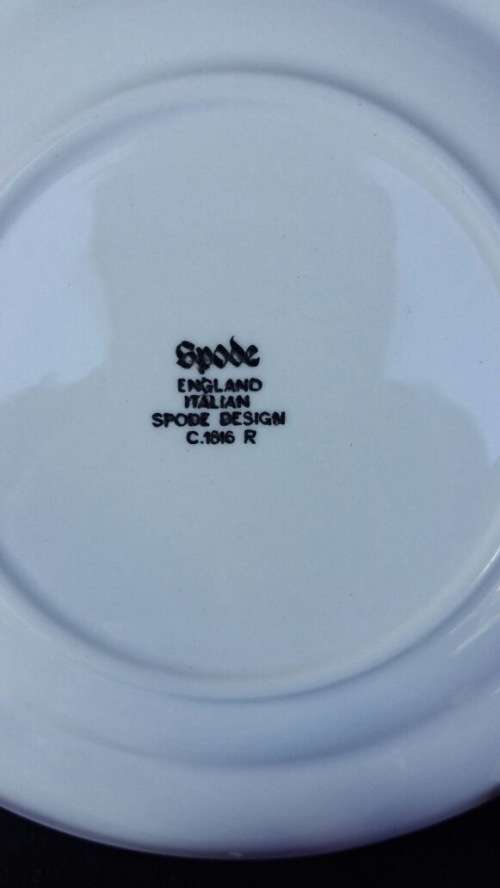 Spode
ENGLAND
ITALIAN
SPODE DESIGN
C.1816 R